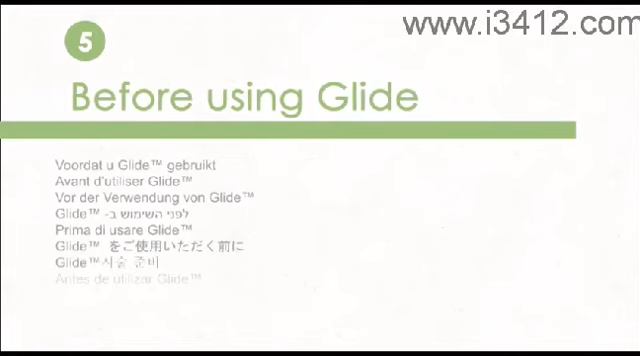 www.i3412.com
5
Before using Glide
Voordat u Glide™ gebruikt
Avant d'utiliser Glide™
Vor der Verwendung von Glide™
לפני השימוש ב- Glide™
Prima di usare Glide™
Glide™ をご使用いただく前に
Glide™시술 준비
Antes de utilizar Glide™